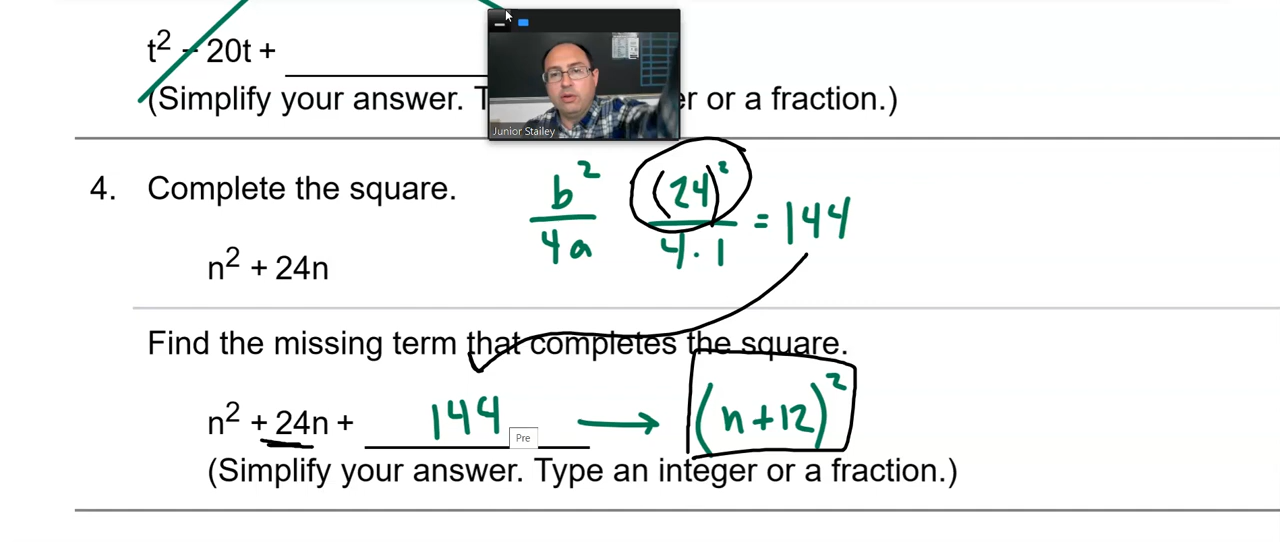 t² - 20t + ____
(Simplify your answer. T er or a fraction.)
Junior Stailey
4. Complete the square.
b²/4a (24)²/4·1 = 144
n² + 24n
Find the missing term that completes the square.
n² + 24n + 144 → (n+12)²
Pre
(Simplify your answer. Type an integer or a fraction.)